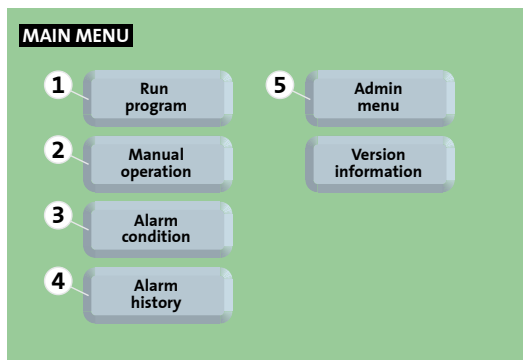 MAIN MENU
1
Run
program
2
Manual
operation
3
Alarm
condition
4
Alarm
history
5
Admin
menu
Version
information